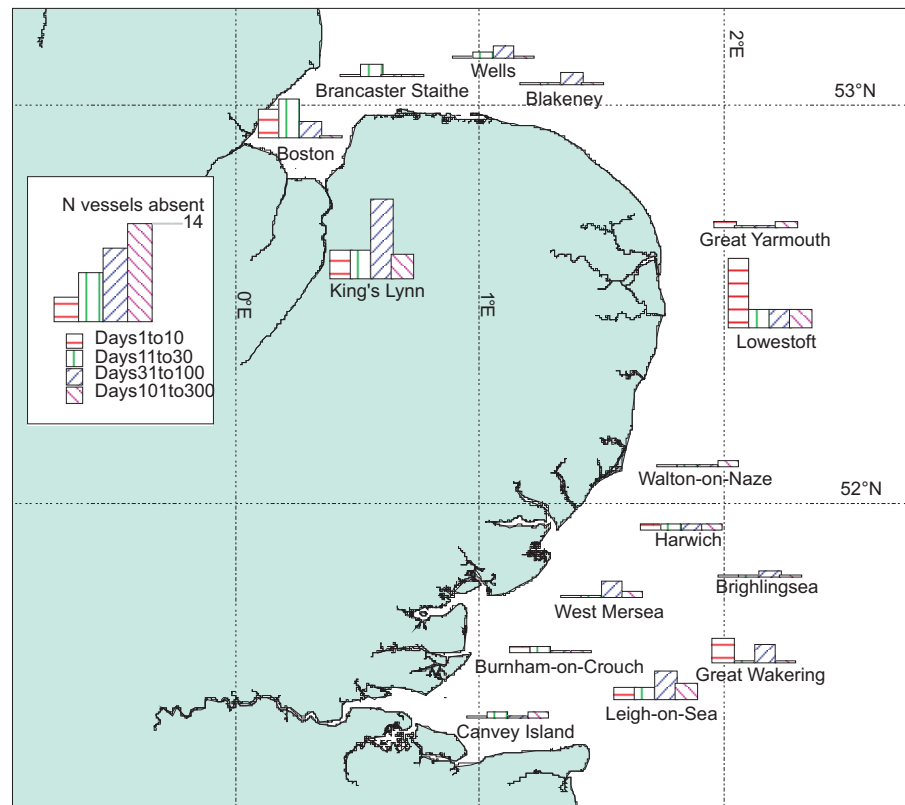 2°E
Wells
Brancaster Staithe
Blakeney
53°N
Boston
N vessels absent
14
Great Yarmouth
King's Lynn
0°E
1°E
Lowestoft
Days1to10
Days11to30
Days31to100
Days101to300
Walton-on-Naze
52°N
Harwich
Brighlingsea
West Mersea
Burnham-on-Crouch
Great Wakering
Leigh-on-Sea
Canvey Island